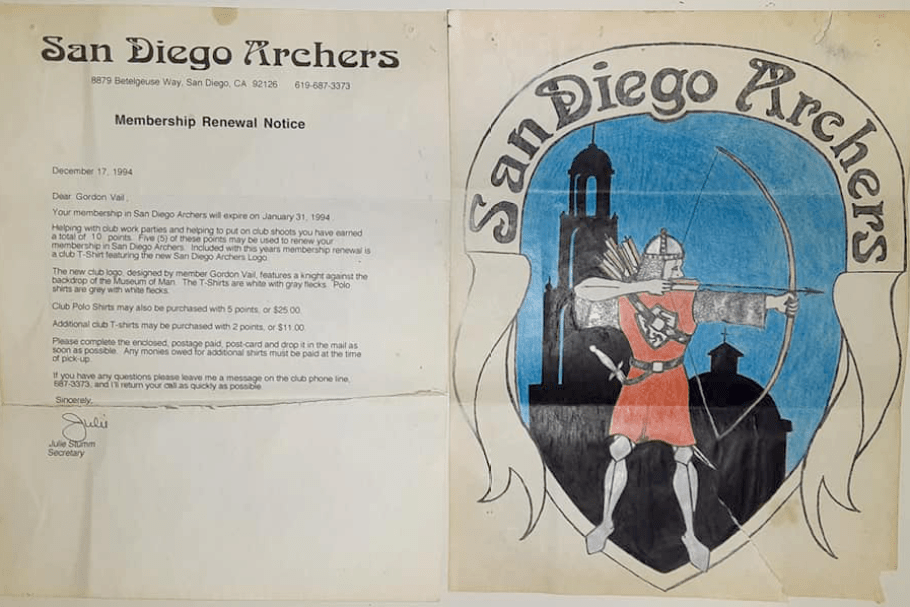 San Diego Archers
8879 Betelgeuse Way, San Diego, CA 92126 619-687-3373
Membership Renewal Notice
December 17, 1994
Dear Gordon Vail,
Your membership in San Diego Archers will expire on January 31, 1994.
Helping with club work parties and helping to put on club shoots you have earned
a total of 10 points. Five (5) of these points may be used to renew your
membership in San Diego Archers. Included with this years membership renewal is
a club T-Shirt featuring the new San Diego Archers Logo.
The new club logo, designed by member Gordon Vail, features a knight against the
backdrop of the Museum of Man. The T-Shirts are white with gray flecks. Polo
shirts are grey with white flecks.
Club Polo Shirts may also be purchased with 5 points, or $25.00.
Additional club T-shirts may be purchased with 2 points, or $11.00.
Please complete the enclosed, postage paid, post-card and drop it in the mail as
soon as possible. Any monies owed for additional shirts must be paid at the time
of pick-up.
If you have any questions please leave me a message on the club phone line,
687-3373, and I'll return your call as quickly as possible.
Sincerely,
Julie
Julie Stumm
Secretary
San Diego Archers